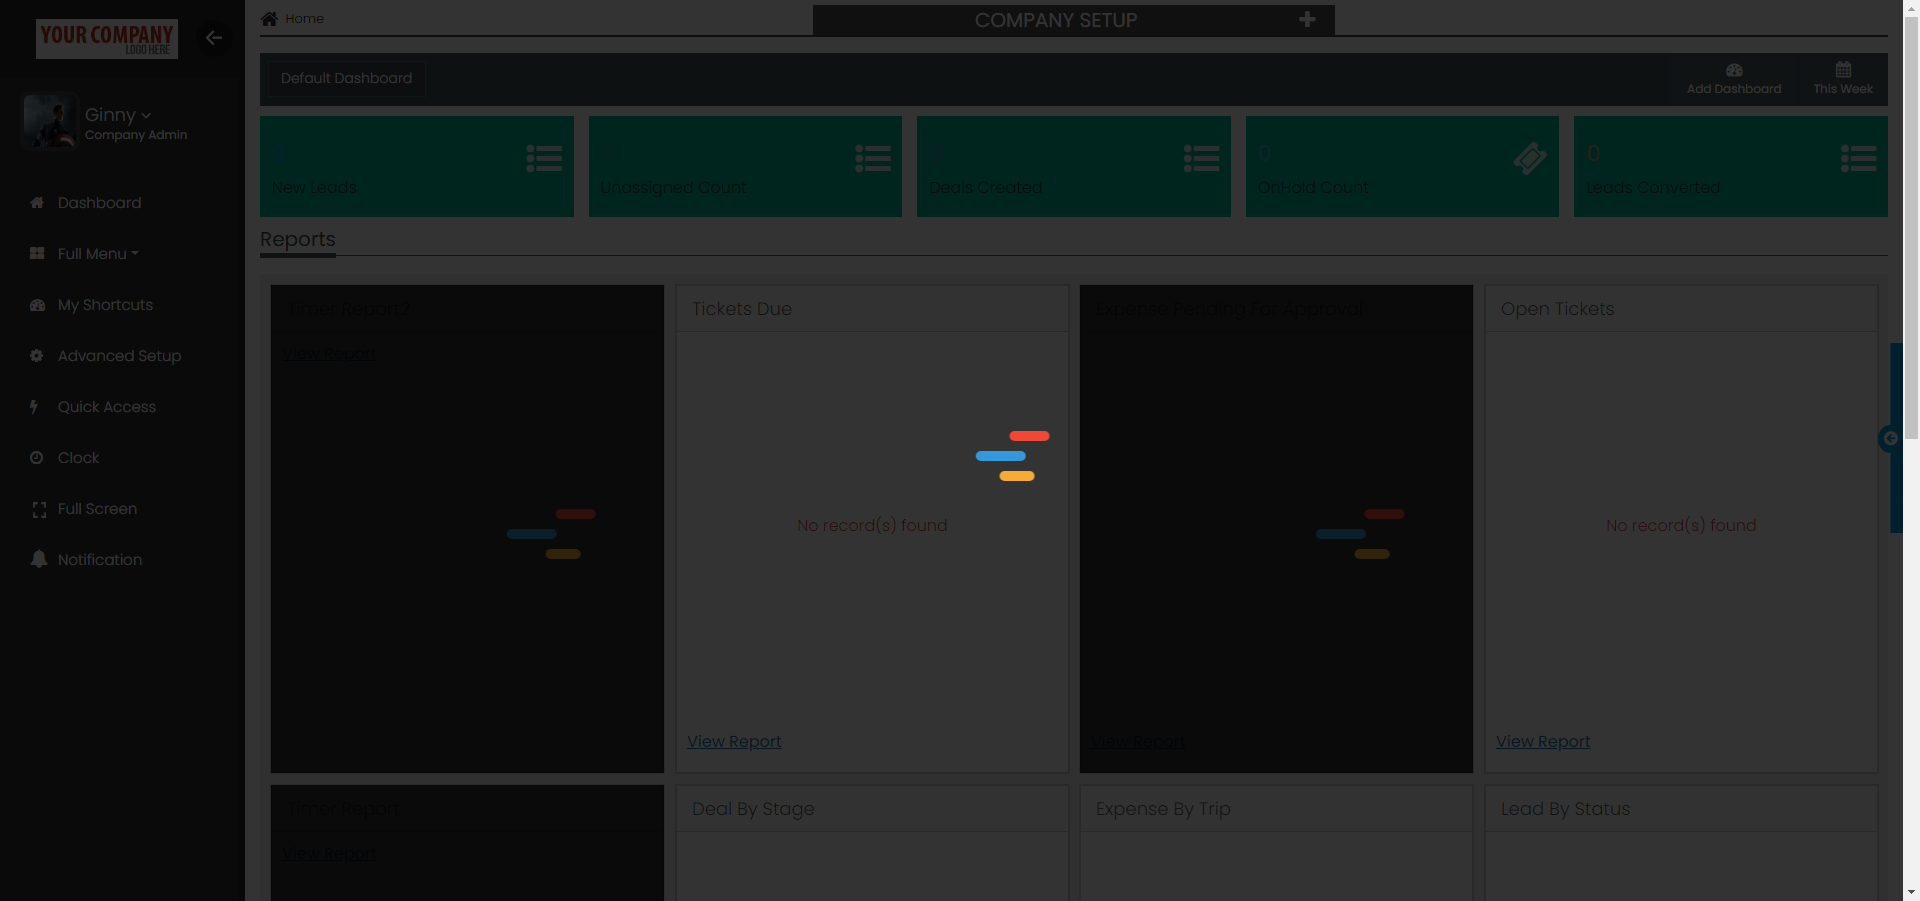 YOUR COMPANY
LOGO HERE
Ginny
Company Admin
Dashboard
Full Menu
My Shortcuts
Advanced Setup
Quick Access
Clock
Full Screen
Notification
Home
COMPANY SETUP
Default Dashboard
Add Dashboard
This Week
New Leads
Unassigned Count
Deals Created
0
OnHold Count
0
Leads Converted
Reports
Timer Report2
View Report
Tickets Due
No record(s) found
View Report
Expense Pending For Approval
View Report
Open Tickets
No record(s) found
View Report
Timer Report
View Report
Deal By Stage
Expense By Trip
Lead By Status